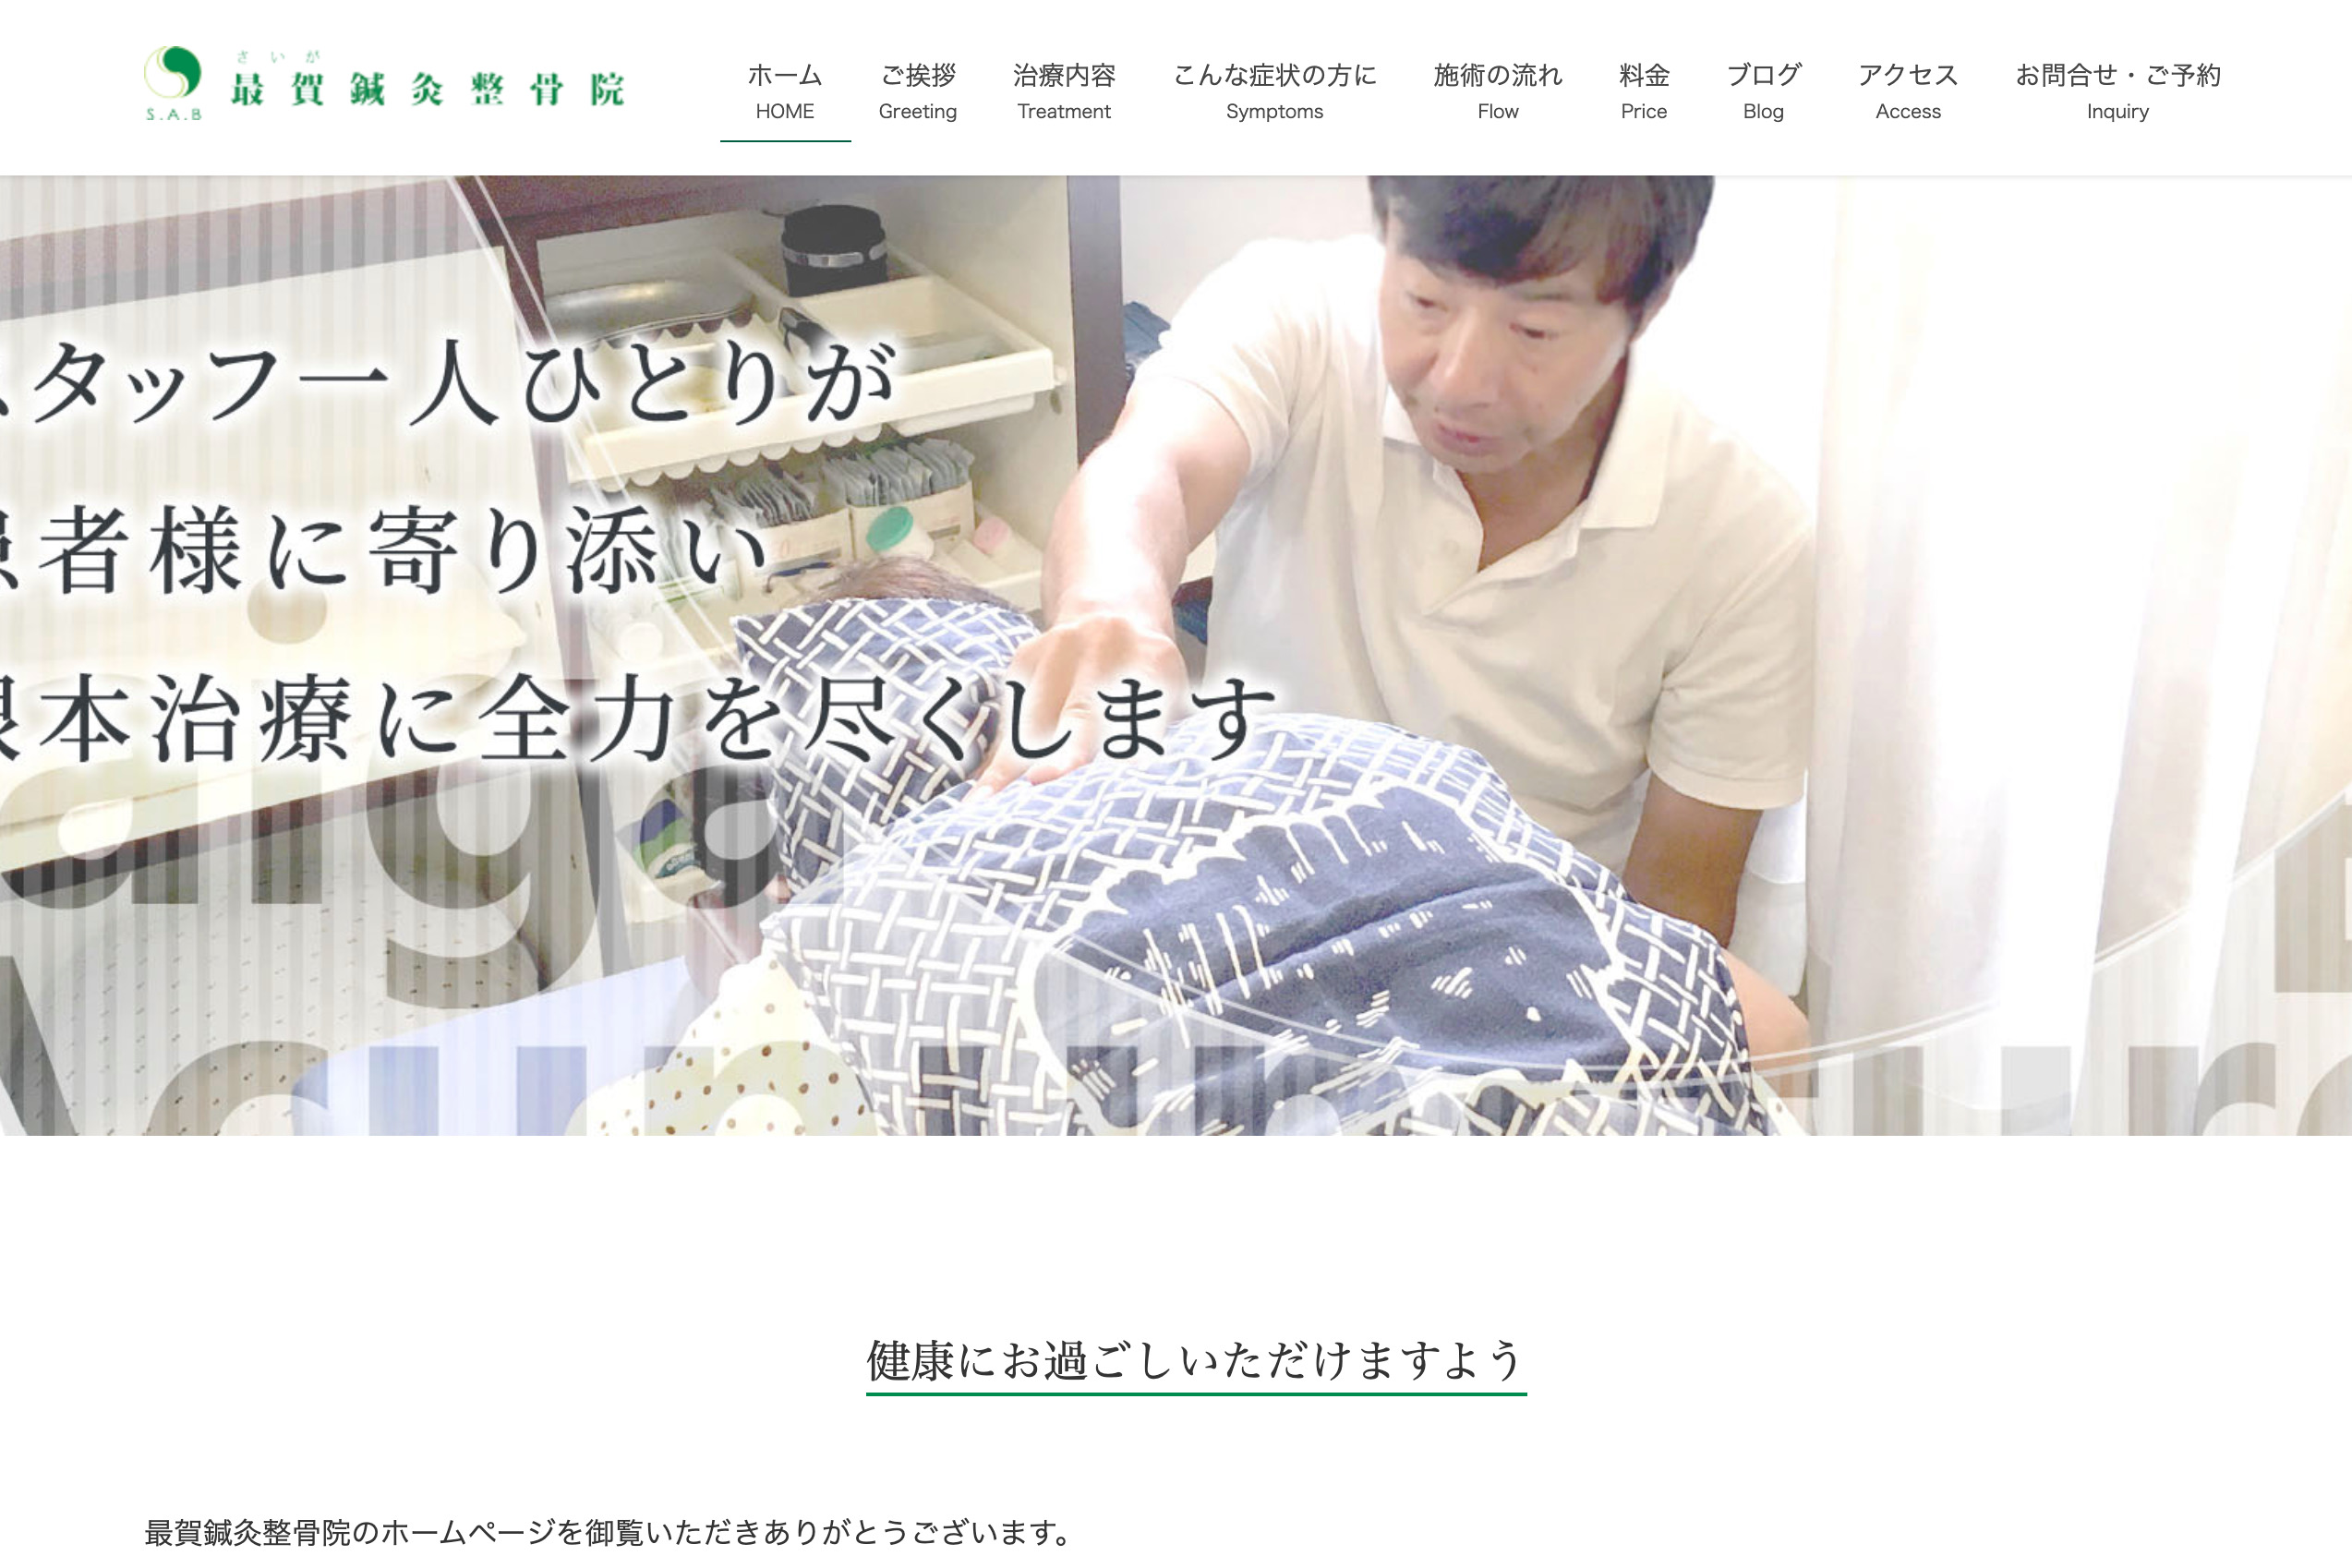 さいが
最賀鍼灸整骨院
S.A.B
ホーム
HOME
ご挨拶
Greeting
治療内容
Treatment
こんな症状の方に
Symptoms
施術の流れ
Flow
料金
Price
ブログ
Blog
アクセス
Access
お問合せ・ご予約
Inquiry
スタッフ一人ひとりが
患者様に寄り添い
根本治療に全力を尽くします
健康にお過ごしいただけますよう
最賀鍼灸整骨院のホームページを御覧いただきありがとうございます。